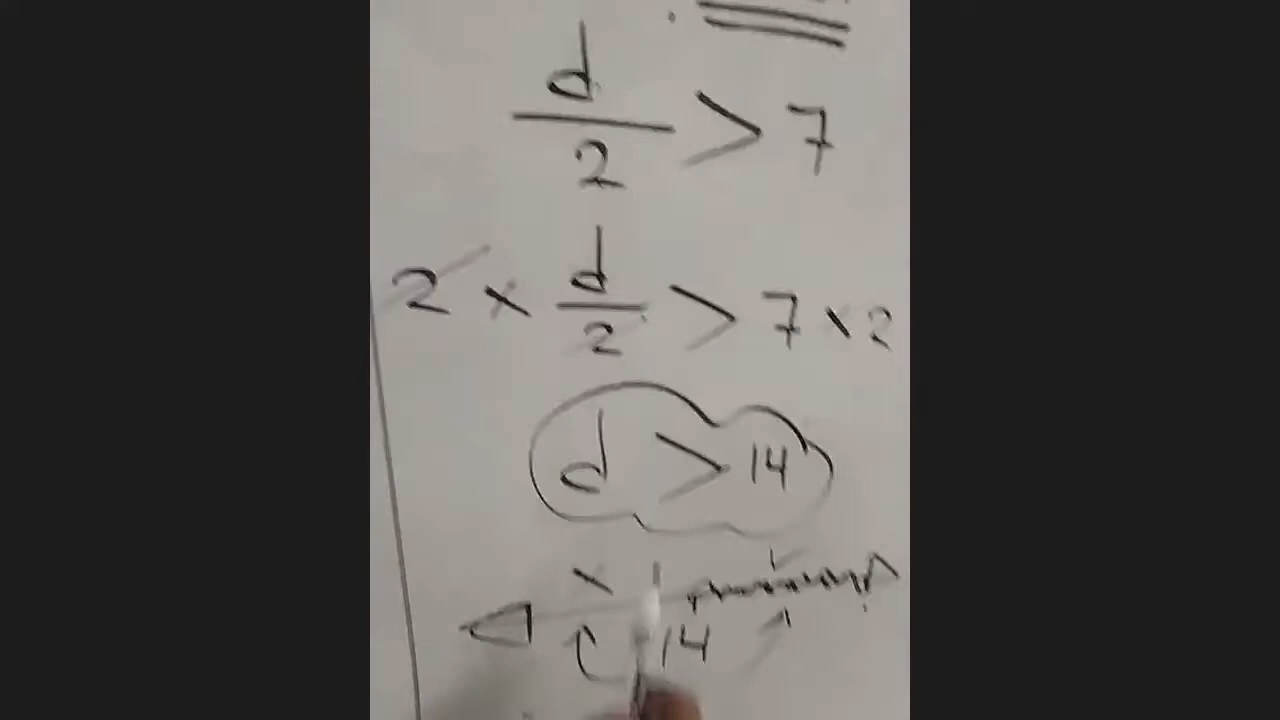 d/2 > 7
2 × d/2 > 7 × 2
d > 14
14